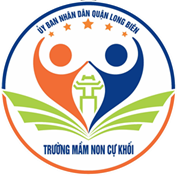 ỦY BAN NHÂN DÂN QUẬN LONG BIÊN
TRƯỜNG MẦM NON CỰ KHỐI